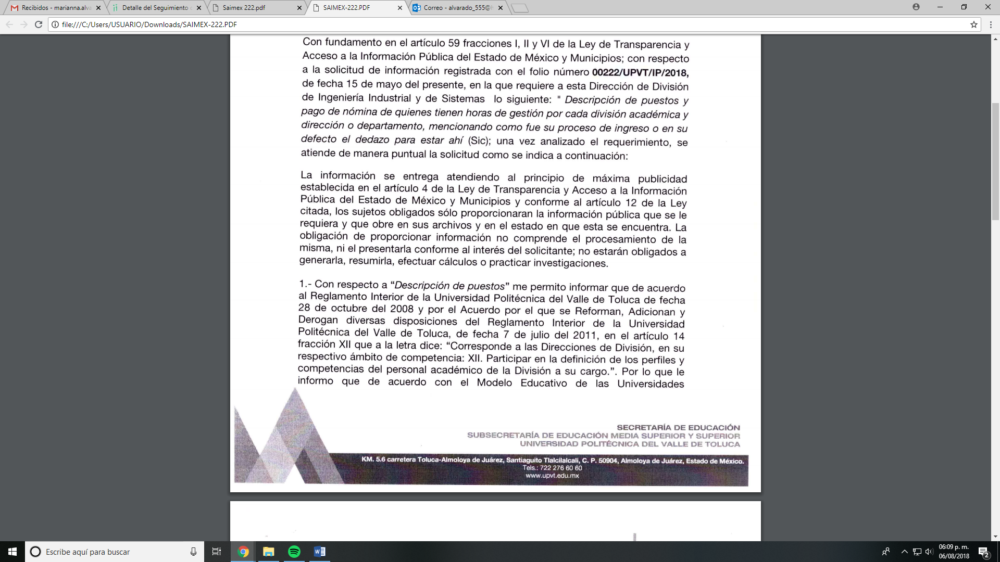 Recibidos - marianna.alva
Detalle del Seguimiento d
Saimex 222.pdf
SAIMEX-222.PDF
Correo - alvarado_555@h
file:///C:/Users/USUARIO/Downloads/SAIMEX-222.PDF
Con fundamento en el artículo 59 fracciones I, II y VI de la Ley de Transparencia y
Acceso a la Información Pública del Estado de México y Municipios; con respecto
a la solicitud de información registrada con el folio número 00222/UPVT/IP/2018,
de fecha 15 de mayo del presente, en la que requiere a esta Dirección de División
de Ingeniería Industrial y de Sistemas lo siguiente: " Descripción de puestos y
pago de nómina de quienes tienen horas de gestión por cada división académica y
dirección o departamento, mencionando como fue su proceso de ingreso o en su
defecto el dedazo para estar ahí (Sic); una vez analizado el requerimiento, se
atiende de manera puntual la solicitud como se indica a continuación:
La información se entrega atendiendo al principio de máxima publicidad
establecida en el artículo 4 de la Ley de Transparencia y Acceso a la Información
Pública del Estado de México y Municipios y conforme al artículo 12 de la Ley
citada, los sujetos obligados sólo proporcionaran la información pública que se le
requiera y que obre en sus archivos y en el estado en que esta se encuentra. La
obligación de proporcionar información no comprende el procesamiento de la
misma, ni el presentarla conforme al interés del solicitante; no estarán obligados a
generarla, resumirla, efectuar cálculos o practicar investigaciones.
1.- Con respecto a “Descripción de puestos” me permito informar que de acuerdo
al Reglamento Interior de la Universidad Politécnica del Valle de Toluca de fecha
28 de octubre del 2008 y por el Acuerdo por el que se Reforman, Adicionan y
Derogan diversas disposiciones del Reglamento Interior de la Universidad
Politécnica del Valle de Toluca, de fecha 7 de julio del 2011, en el artículo 14
fracción XII que a la letra dice: “Corresponde a las Direcciones de División, en su
respectivo ámbito de competencia: XII. Participar en la definición de los perfiles y
competencias del personal académico de la División a su cargo.”. Por lo que le
informo que de acuerdo con el Modelo Educativo de las Universidades
SECRETARÍA DE EDUCACIÓN
SUBSECRETARÍA DE EDUCACIÓN MEDIA SUPERIOR Y SUPERIOR
UNIVERSIDAD POLITÉCNICA DEL VALLE DE TOLUCA
KM. 5.6 carretera Toluca-Almoloya de Juárez, Santiaguito Tlalcilalcali, C. P. 50904, Almoloya de Juárez, Estado de México.
Tels.: 722 276 60 60
www.upvt.edu.mx
Escribe aquí para buscar
06:09 p. m.
06/08/2018
2